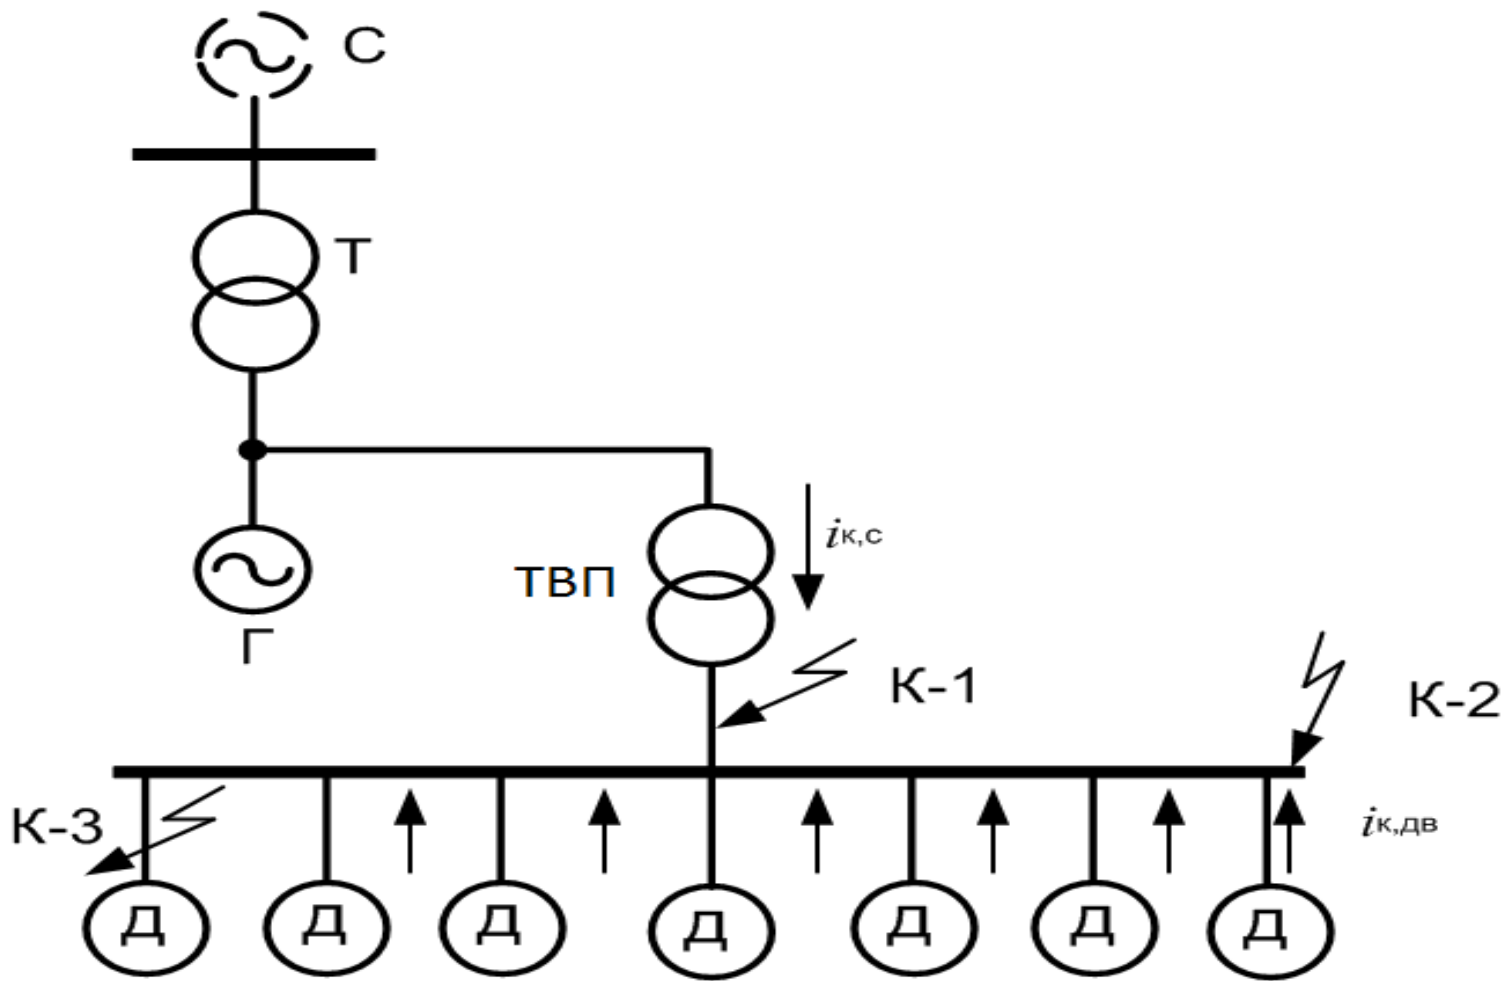 С
Т
iк,с
ТВП
Г
К-1
К-2
К-3
iк,дв
Д Д Д Д Д Д Д